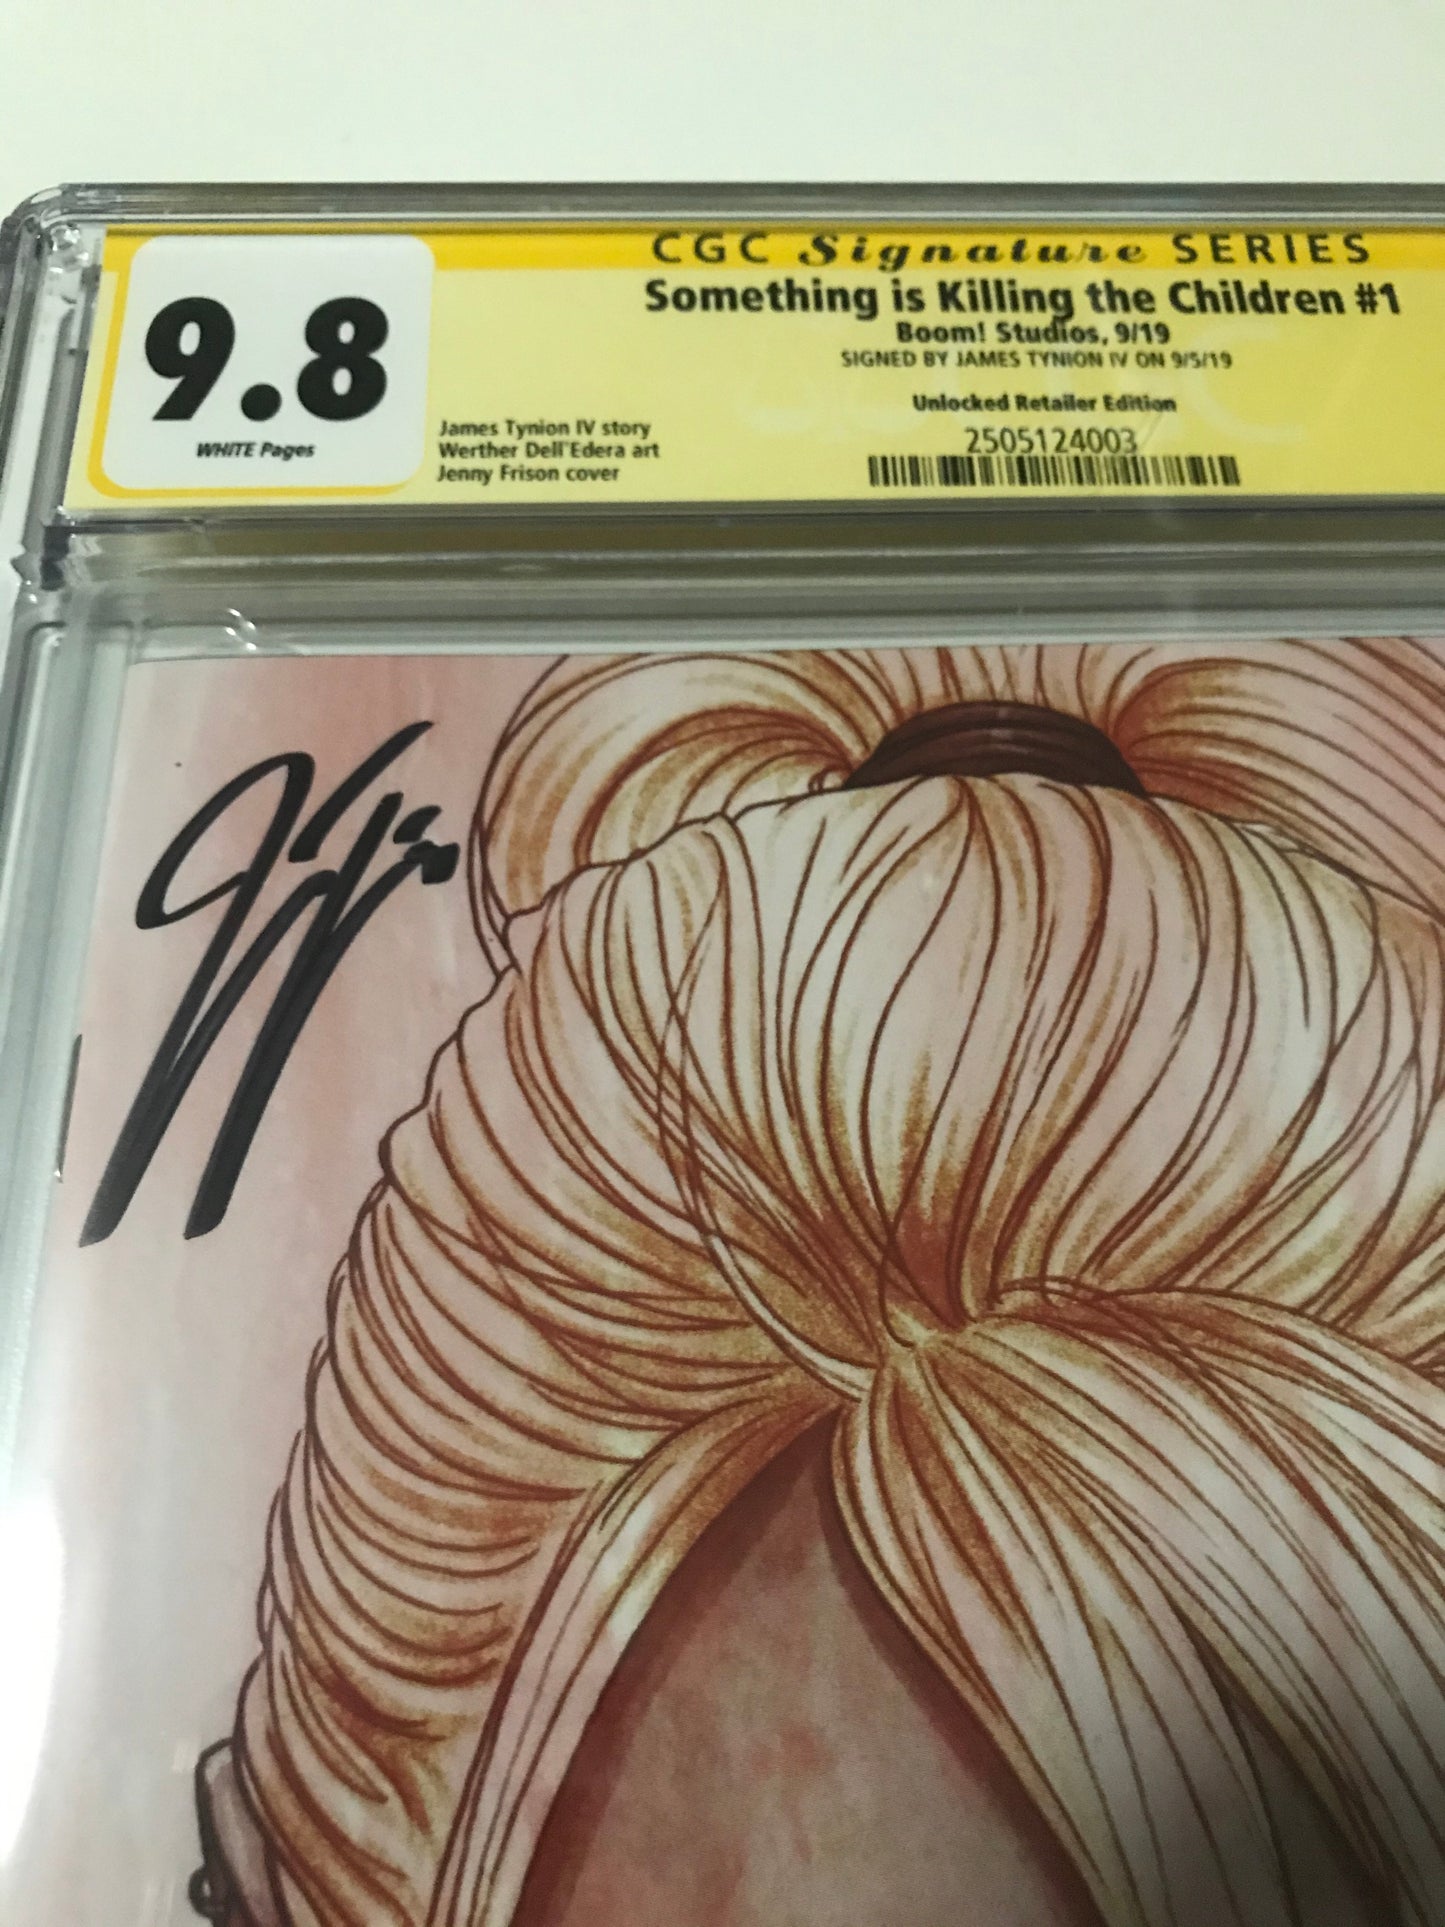 9.8
WHITE Pages
James Tynion IV story
Werther Dell'Edera art
Jenny Frison cover
CGC Signature SERIES
Something is Killing the Children #1
Boom! Studios, 9/19
SIGNED BY JAMES TYNION IV ON 9/5/19
Unlocked Retailer Edition
2505124003